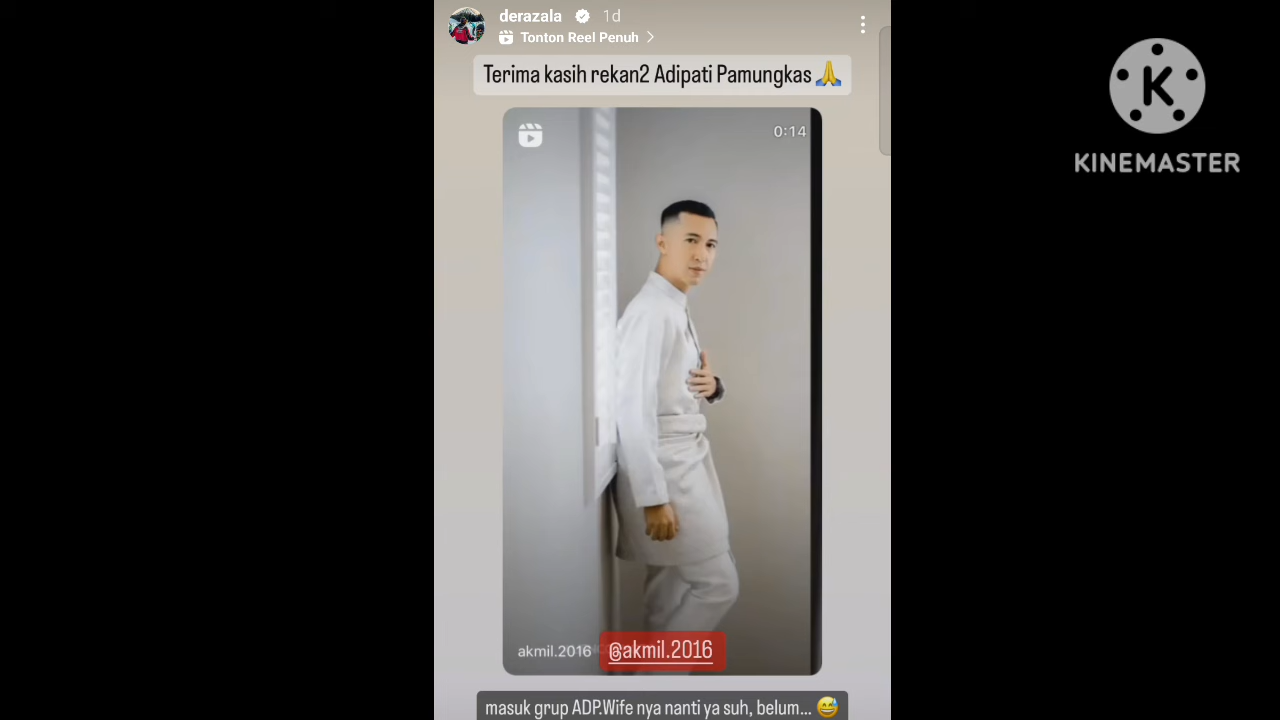 derazala 1d
Tonton Reel Penuh
Terima kasih rekan2 Adipati Pamungkas 🙏
0:14
K
KINEMASTER
akmil.2016
@akmil.2016
masuk grup ADP.Wife nya nanti ya suh, belum... 😅